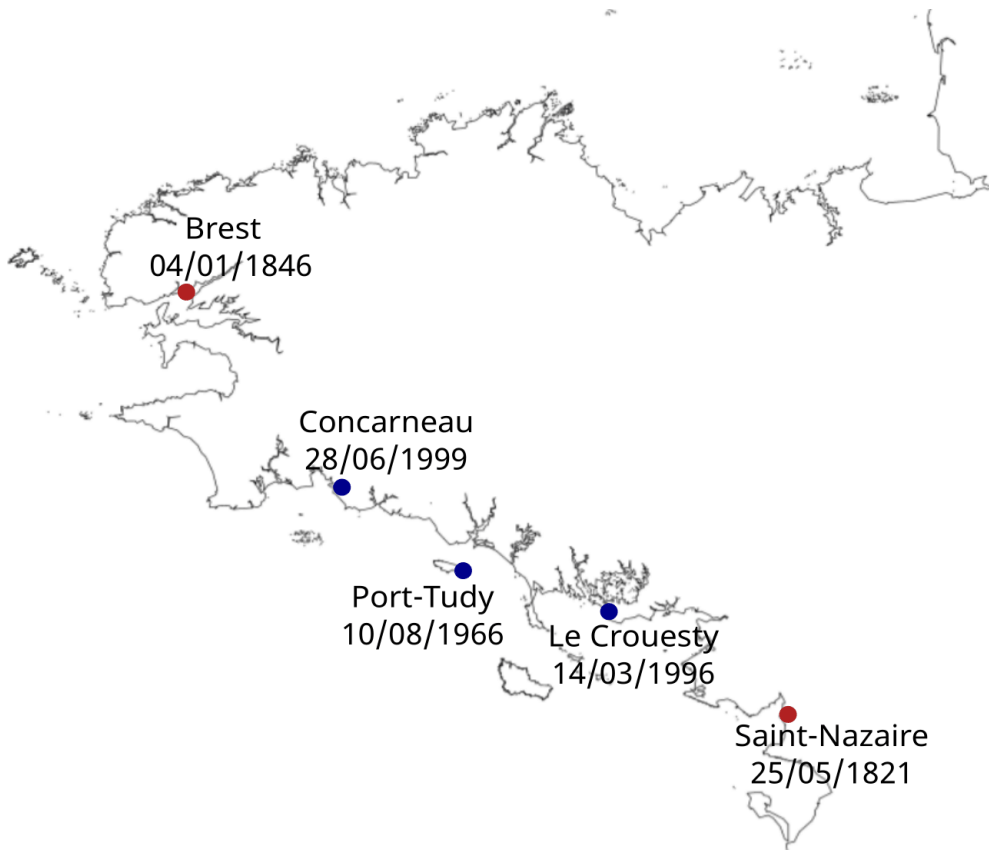 Brest
04/01/1846
Concarneau
28/06/1999
Port-Tudy
10/08/1966
Le Crouesty
14/03/1996
Saint-Nazaire
25/05/1821